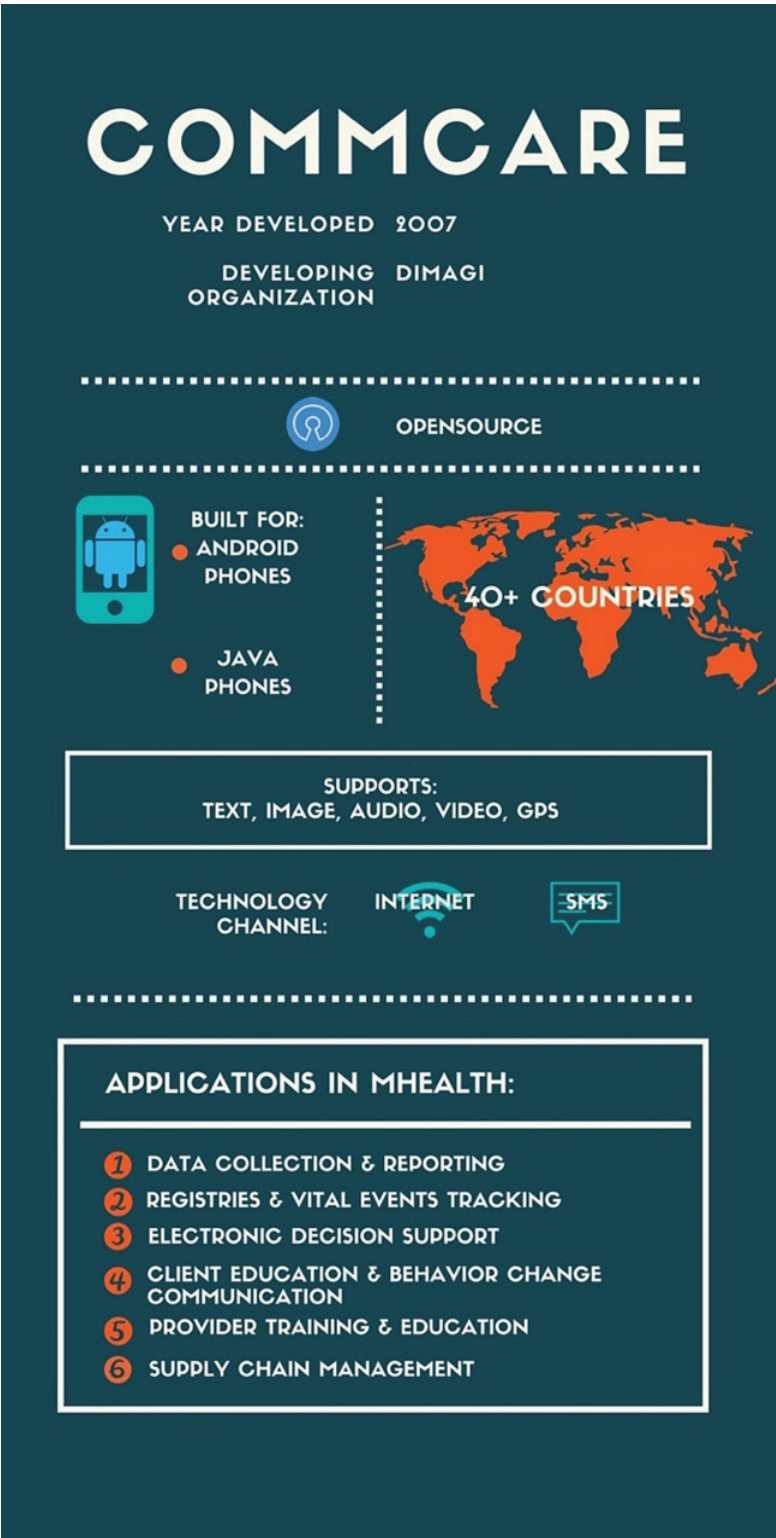 COMMCARE
YEAR DEVELOPED 2007
DEVELOPING DIMAGI
ORGANIZATION
OPENSOURCE
BUILT FOR:
ANDROID
PHONES
JAVA
PHONES
40+ COUNTRIES
SUPPORTS:
TEXT, IMAGE, AUDIO, VIDEO, GPS
TECHNOLOGY INTERNET SMS
CHANNEL:
APPLICATIONS IN MHEALTH:
1 DATA COLLECTION & REPORTING
2 REGISTRIES & VITAL EVENTS TRACKING
3 ELECTRONIC DECISION SUPPORT
4 CLIENT EDUCATION & BEHAVIOR CHANGE
COMMUNICATION
5 PROVIDER TRAINING & EDUCATION
6 SUPPLY CHAIN MANAGEMENT